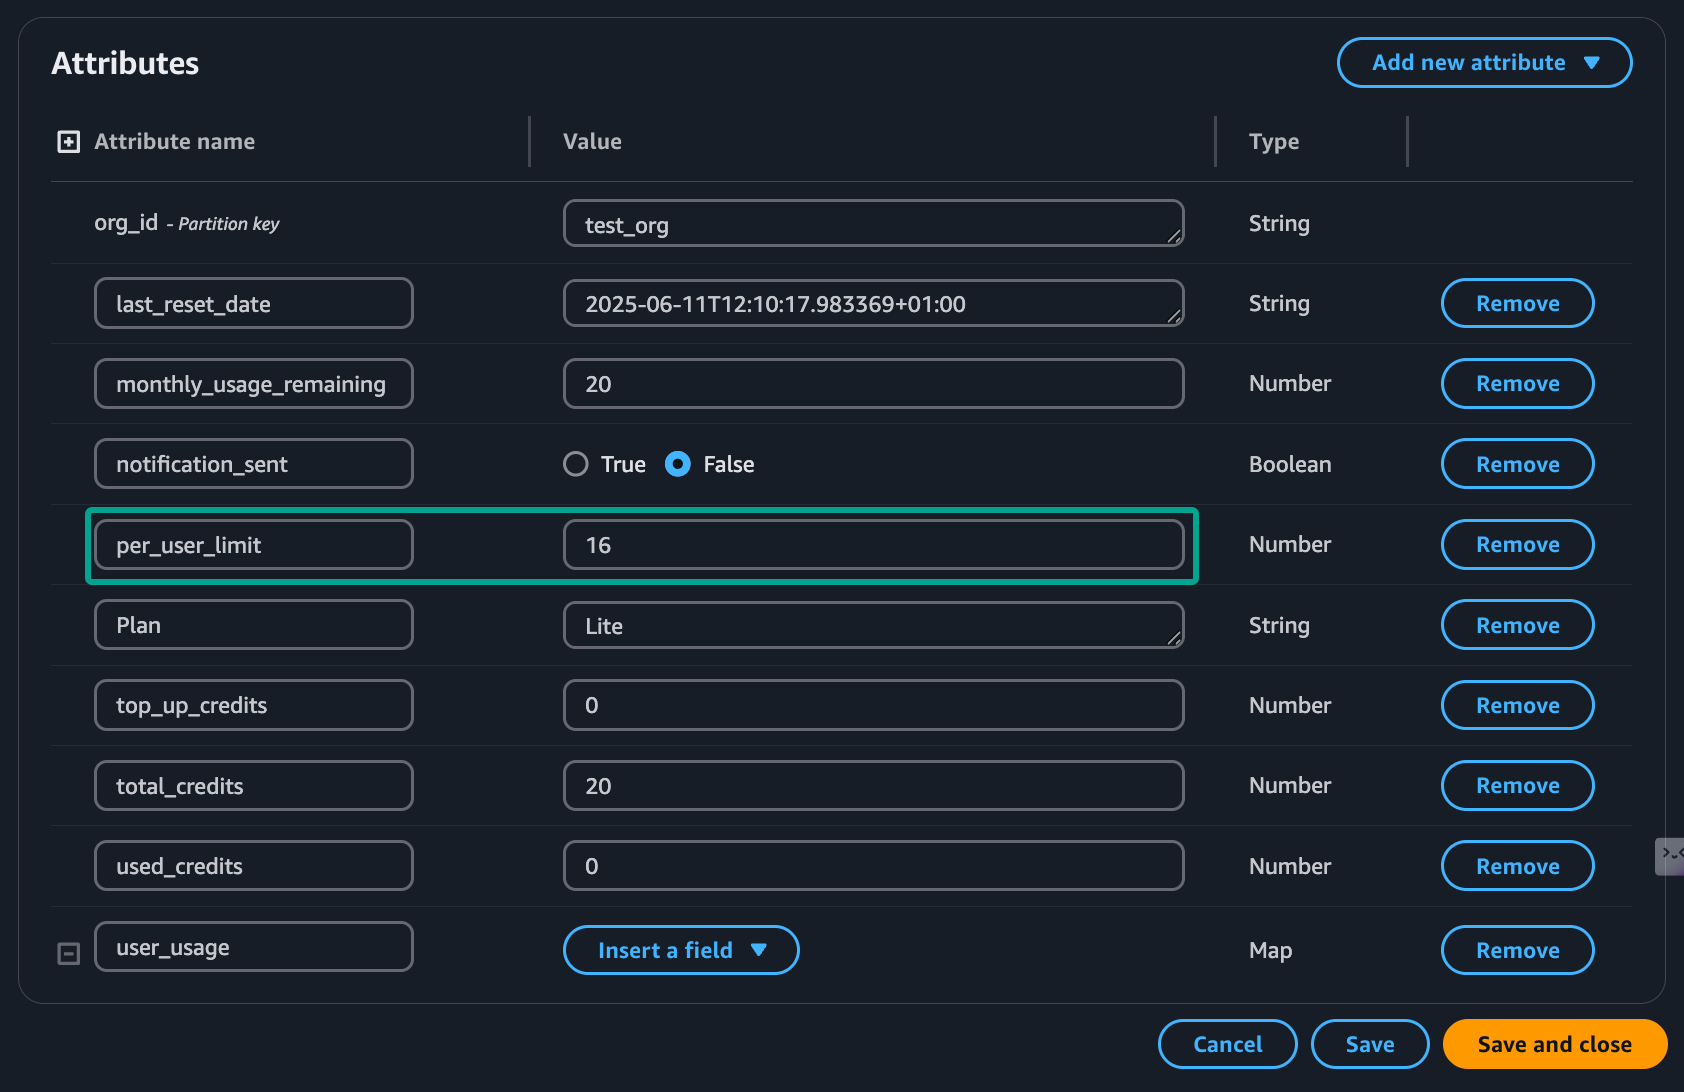 Attributes
Add new attribute
Attribute name Value Type
org_id - Partition key test_org String
last_reset_date 2025-06-11T12:10:17.983369+01:00 String Remove
monthly_usage_remaining 20 Number Remove
notification_sent True False Boolean Remove
per_user_limit 16 Number Remove
Plan Lite String Remove
top_up_credits 0 Number Remove
total_credits 20 Number Remove
used_credits 0 Number Remove
user_usage Insert a field Map Remove
Cancel Save Save and close